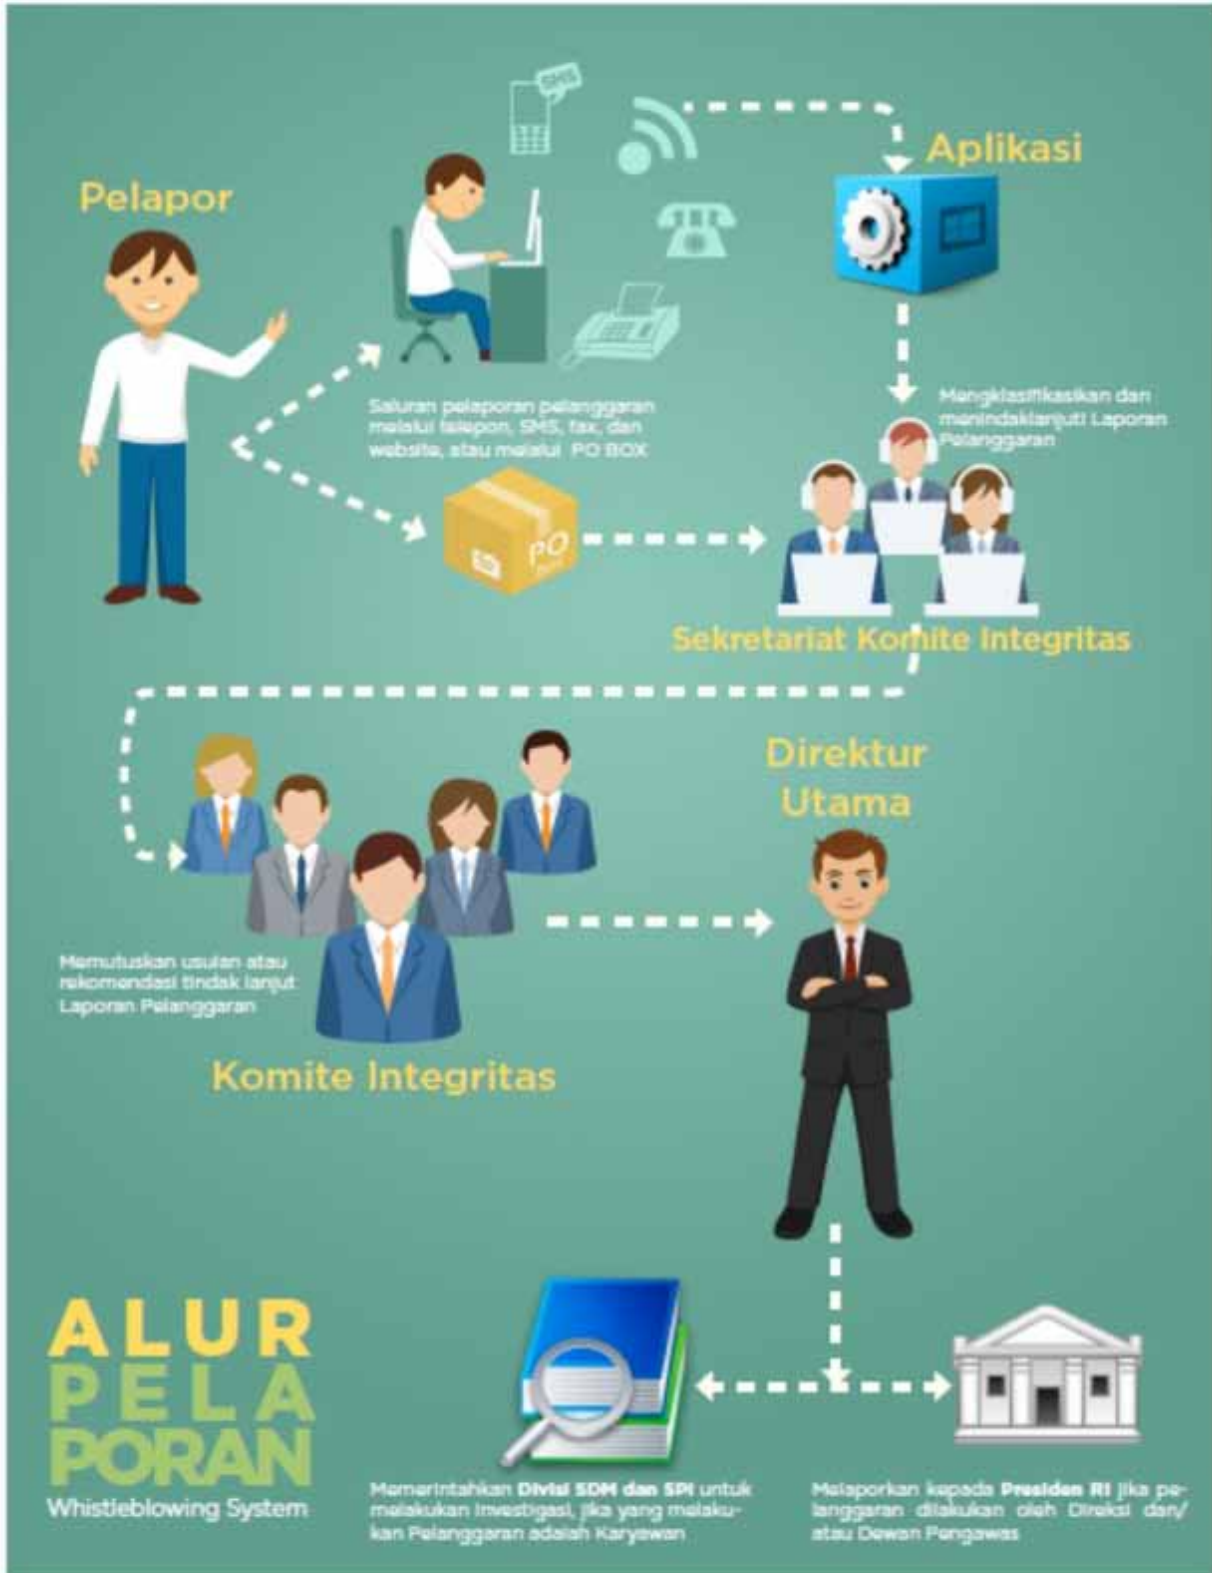 SMS
Aplikasi
Pelapor
Mengklasifikasikan dan
menindaklanjuti Laporan
Pelanggaran
Saluran pelaporan pelanggaran
melalui telepon, SMS, fax, dan
website, atau melalui PO BOX
PO
Sekretariat Komite Integritas
Direktur
Utama
Memutuskan usulan atau
rekomendasi tindak lanjut
Laporan Pelanggaran
Komite Integritas
ALUR
PELA
PORAN
Whistleblowing System
Memerintahkan Divisi SDM dan SPI untuk
melakukan investigasi, jika yang melaku-
kan Pelanggaran adalah Karyawan
Melaporkan kepada Presiden RI jika pe-
langgaran dilakukan oleh Direksi dan/
atau Dewan Pengawas